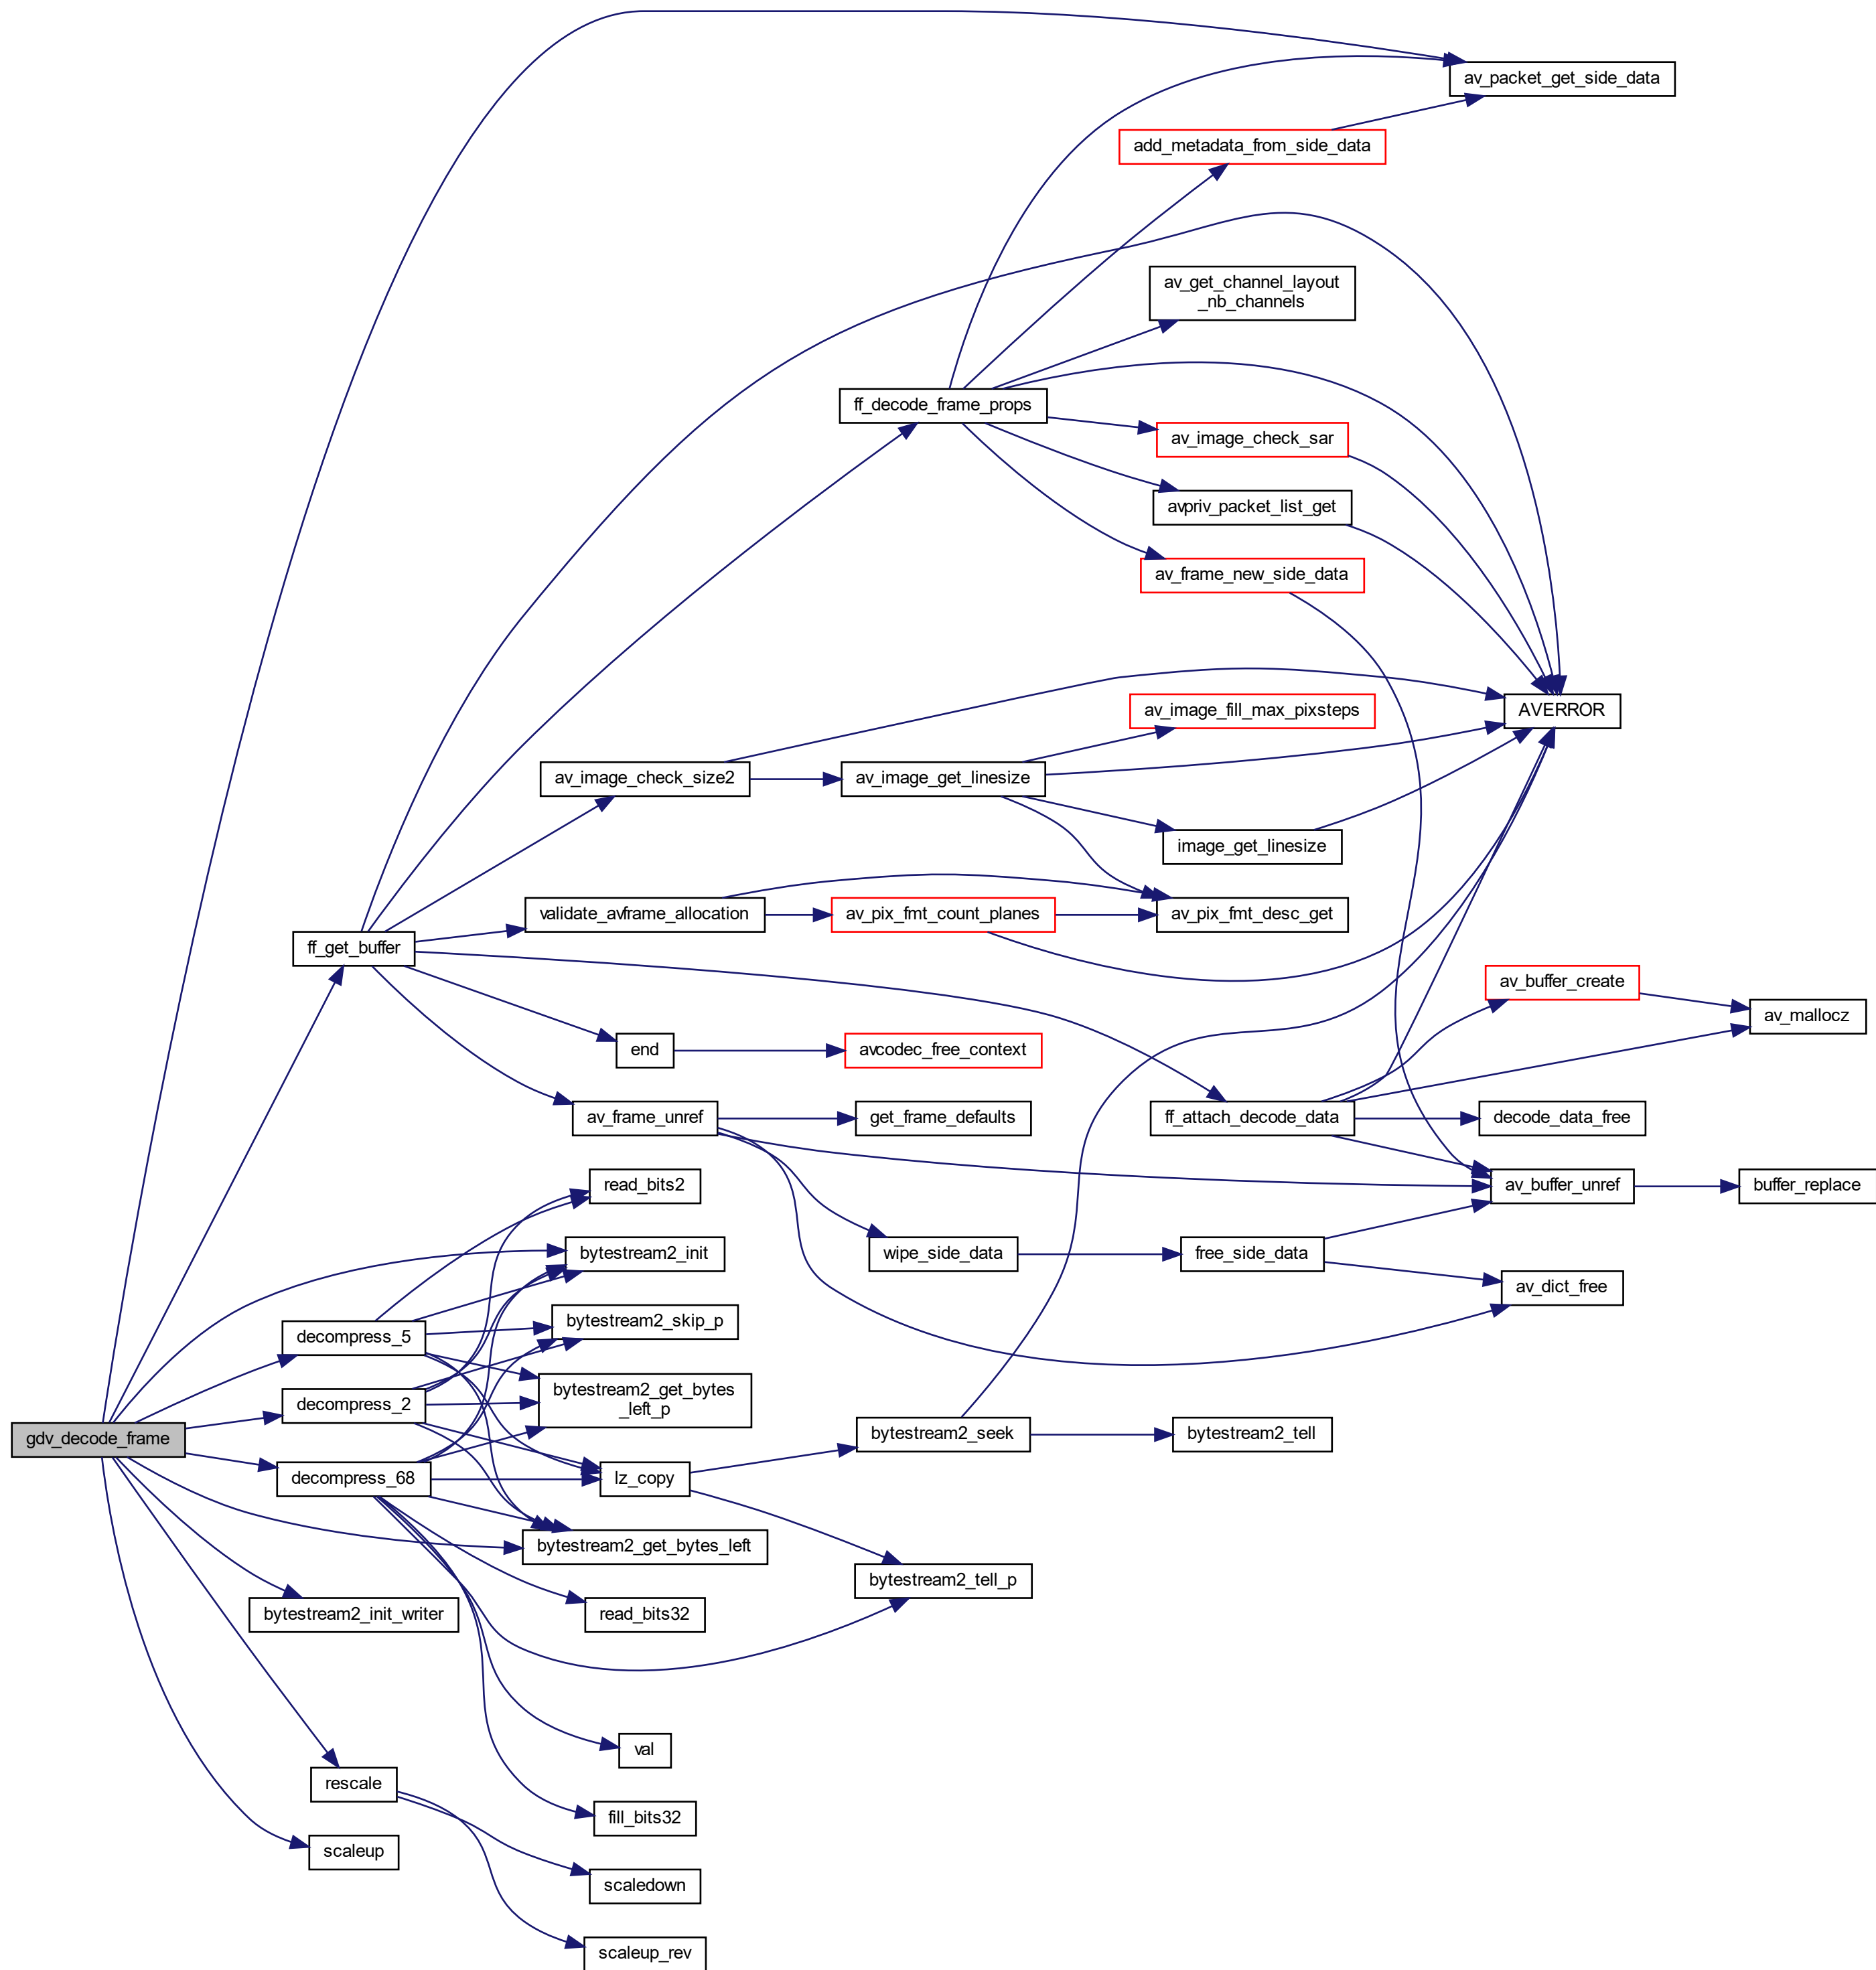 av_packet_get_side_data
add_metadata_from_side_data
av_get_channel_layout
_nb_channels
ff_decode_frame_props
av_image_check_sar
avpriv_packet_list_get
av_frame_new_side_data
av_image_fill_max_pixsteps
AVERROR
av_image_check_size2
av_image_get_linesize
image_get_linesize
validate_avframe_allocation
av_pix_fmt_count_planes
av_pix_fmt_desc_get
ff_get_buffer
av_buffer_create
av_mallocz
end
avcodec_free_context
av_frame_unref
get_frame_defaults
ff_attach_decode_data
decode_data_free
read_bits2
av_buffer_unref
buffer_replace
bytestream2_init
wipe_side_data
free_side_data
av_dict_free
bytestream2_skip_p
decompress_5
bytestream2_get_bytes
_left_p
decompress_2
gdv_decode_frame
bytestream2_seek
bytestream2_tell
decompress_68
lz_copy
bytestream2_get_bytes_left
bytestream2_tell_p
bytestream2_init_writer
read_bits32
val
rescale
fill_bits32
scaleup
scaledown
scaleup_rev